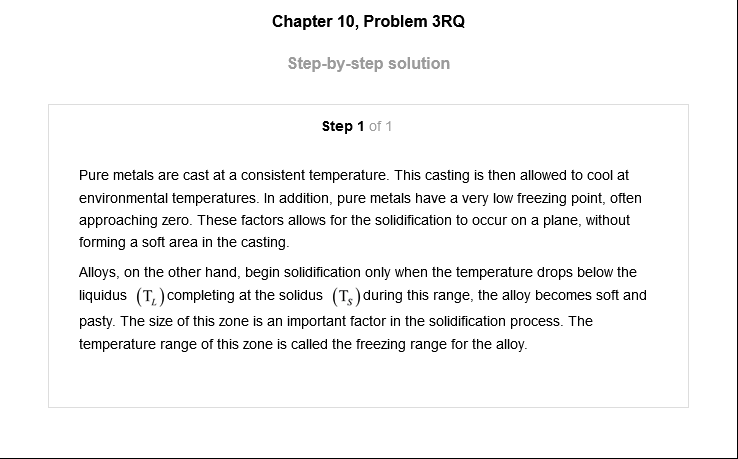 Chapter 10, Problem 3RQ
Step-by-step solution
Step 1 of 1
Pure metals are cast at a consistent temperature. This casting is then allowed to cool at
environmental temperatures. In addition, pure metals have a very low freezing point, often
approaching zero. These factors allows for the solidification to occur on a plane, without
forming a soft area in the casting.
Alloys, on the other hand, begin solidification only when the temperature drops below the
liquidus (T_L) completing at the solidus (T_S) during this range, the alloy becomes soft and
pasty. The size of this zone is an important factor in the solidification process. The
temperature range of this zone is called the freezing range for the alloy.